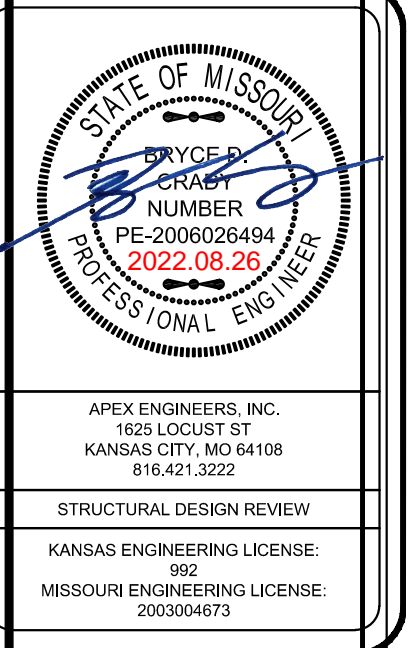 STATE OF MISSOURI
BRYCE D.
CRADY
NUMBER
PE-2006026494
2022.08.26
PROFESSIONAL ENGINEER
APEX ENGINEERS, INC.
1625 LOCUST ST
KANSAS CITY, MO 64108
816.421.3222
STRUCTURAL DESIGN REVIEW
KANSAS ENGINEERING LICENSE:
992
MISSOURI ENGINEERING LICENSE:
2003004673